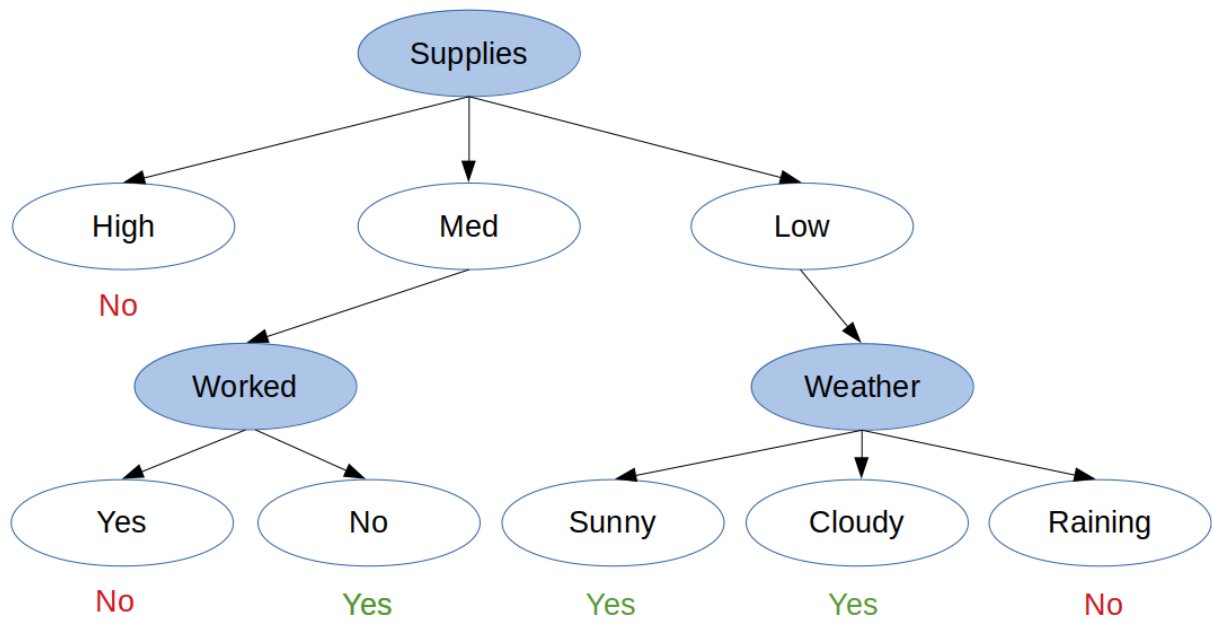 Supplies
High
Med
Low
No
Worked
Weather
Yes
No
Sunny
Cloudy
Raining
No
Yes
Yes
Yes
No